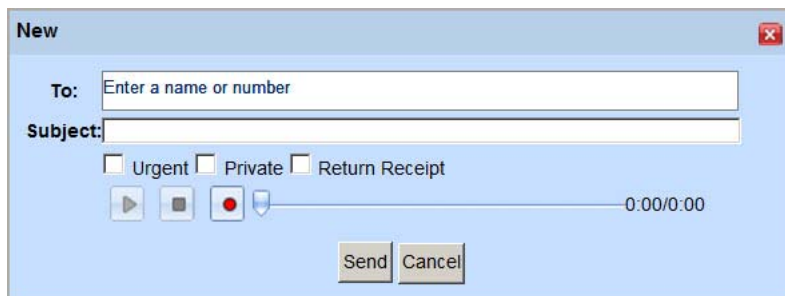 New
To: Enter a name or number
Subject:
Urgent Private Return Receipt
0:00/0:00
Send Cancel